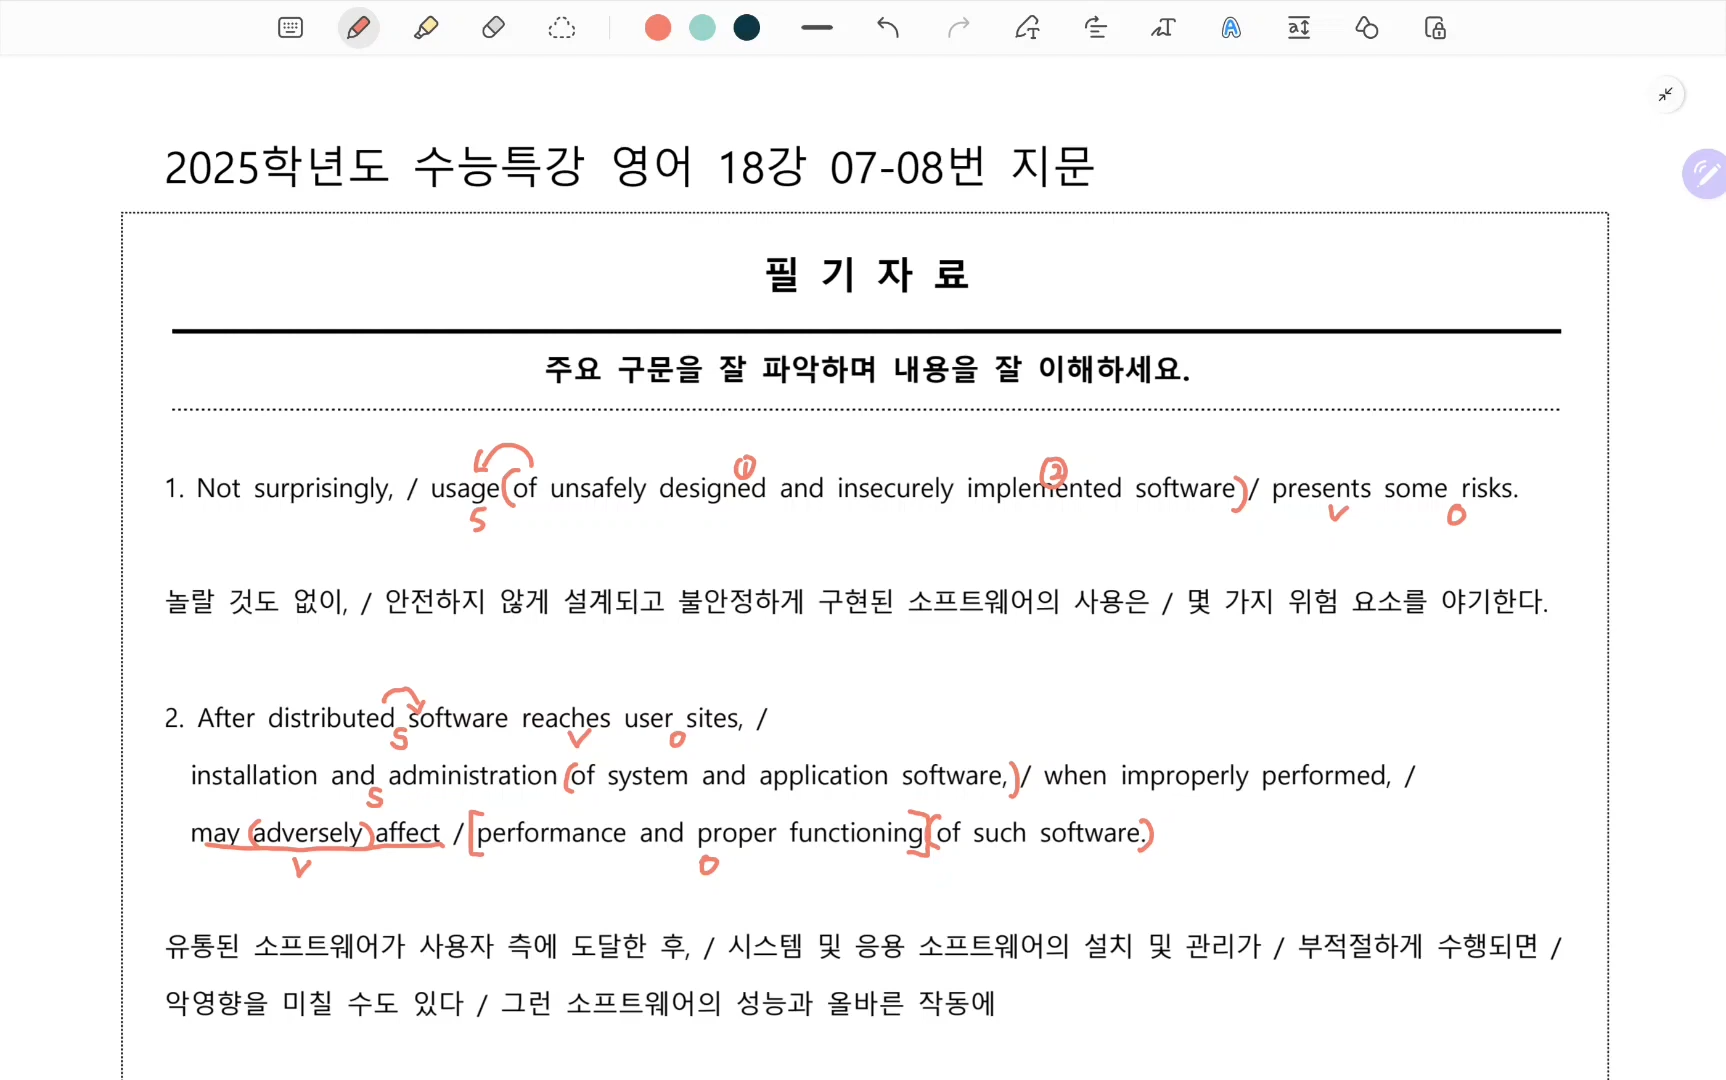 2025학년도 수능특강 영어 18강 07-08번 지문
필 기 자 료
주요 구문을 잘 파악하며 내용을 잘 이해하세요.
① ②
1. Not surprisingly, / usage (of unsafely designed and insecurely implemented software) / presents some risks.
S V O
놀랄 것도 없이, / 안전하지 않게 설계되고 불안정하게 구현된 소프트웨어의 사용은 / 몇 가지 위험 요소를 야기한다.
2. After distributed software reaches user sites, /
S V O
installation and administration (of system and application software,) / when improperly performed, /
S
may (adversely) affect / [performance and proper functioning] (of such software.)
V O
유통된 소프트웨어가 사용자 측에 도달한 후, / 시스템 및 응용 소프트웨어의 설치 및 관리가 / 부적절하게 수행되면 /
악영향을 미칠 수도 있다 / 그런 소프트웨어의 성능과 올바른 작동에